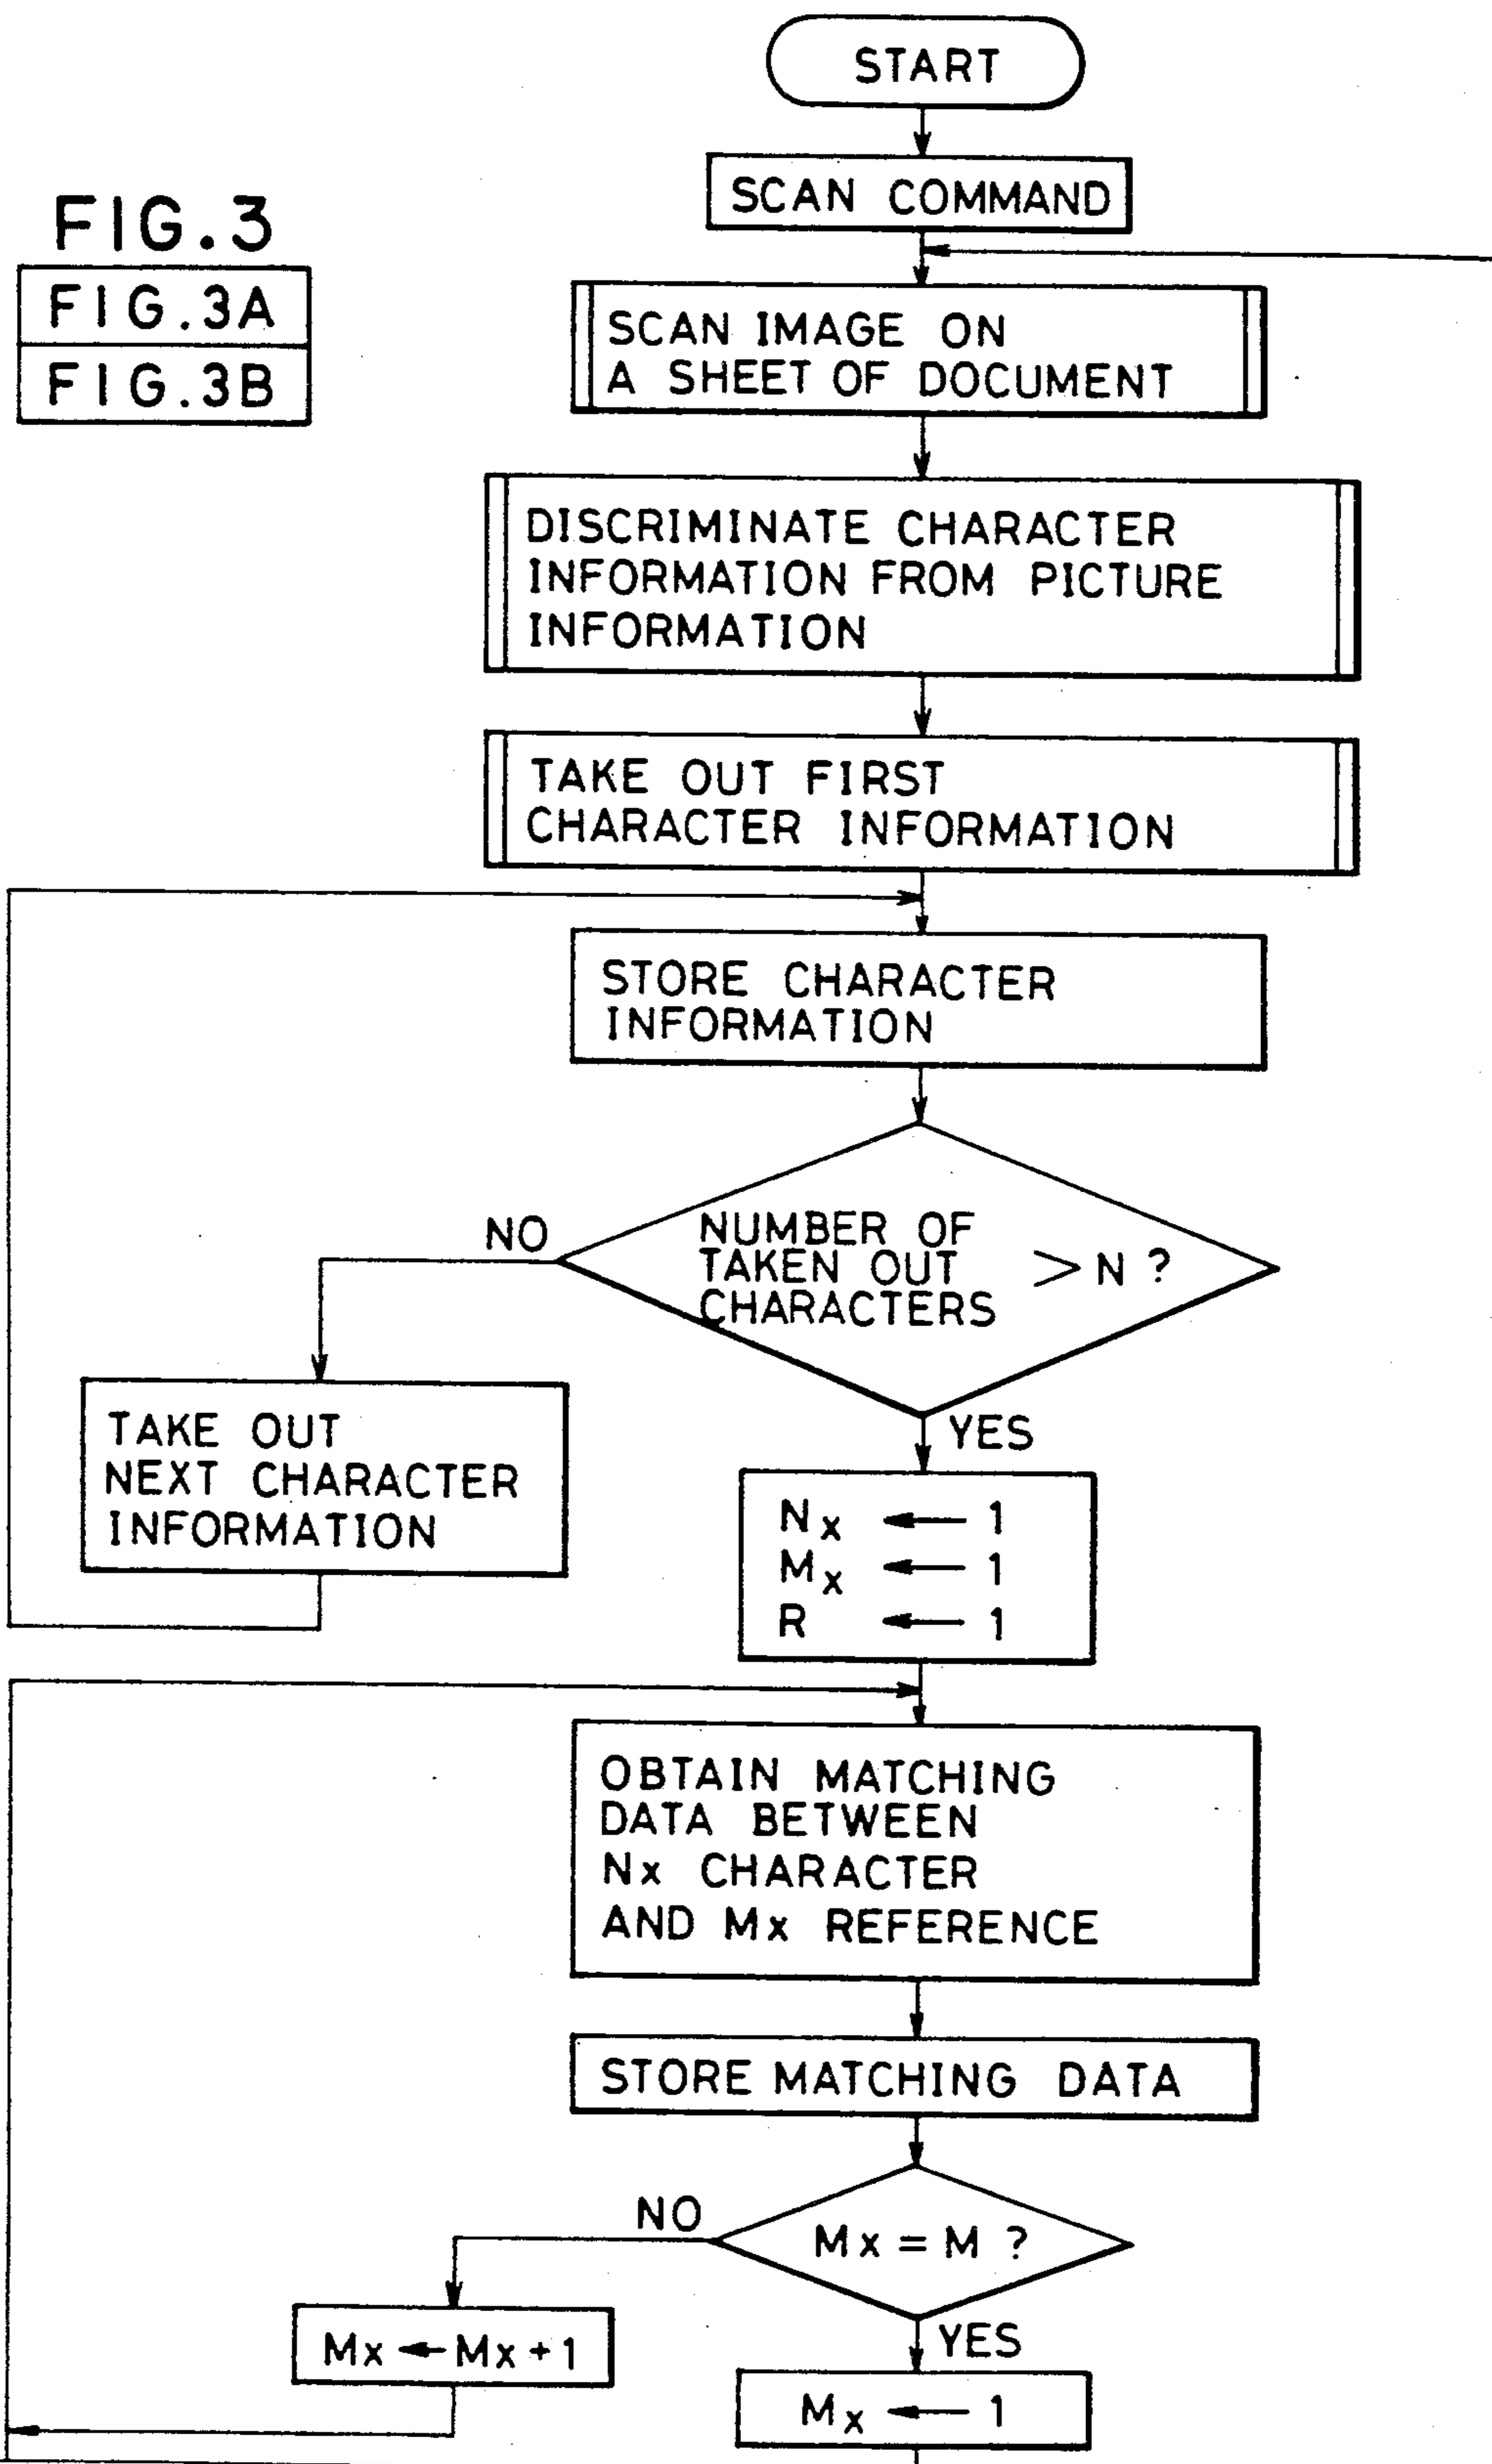 START
SCAN COMMAND
FIG.3
FIG.3A
FIG.3B
SCAN IMAGE ON
A SHEET OF DOCUMENT
DISCRIMINATE CHARACTER
INFORMATION FROM PICTURE
INFORMATION
TAKE OUT FIRST
CHARACTER INFORMATION
STORE CHARACTER
INFORMATION
NUMBER OF
TAKEN OUT > N ?
CHARACTERS
NO
YES
TAKE OUT
NEXT CHARACTER
INFORMATION
Nx ← 1
Mx ← 1
R ← 1
OBTAIN MATCHING
DATA BETWEEN
Nx CHARACTER
AND Mx REFERENCE
STORE MATCHING DATA
Mx = M ?
NO
YES
Mx ← Mx + 1
Mx ← 1